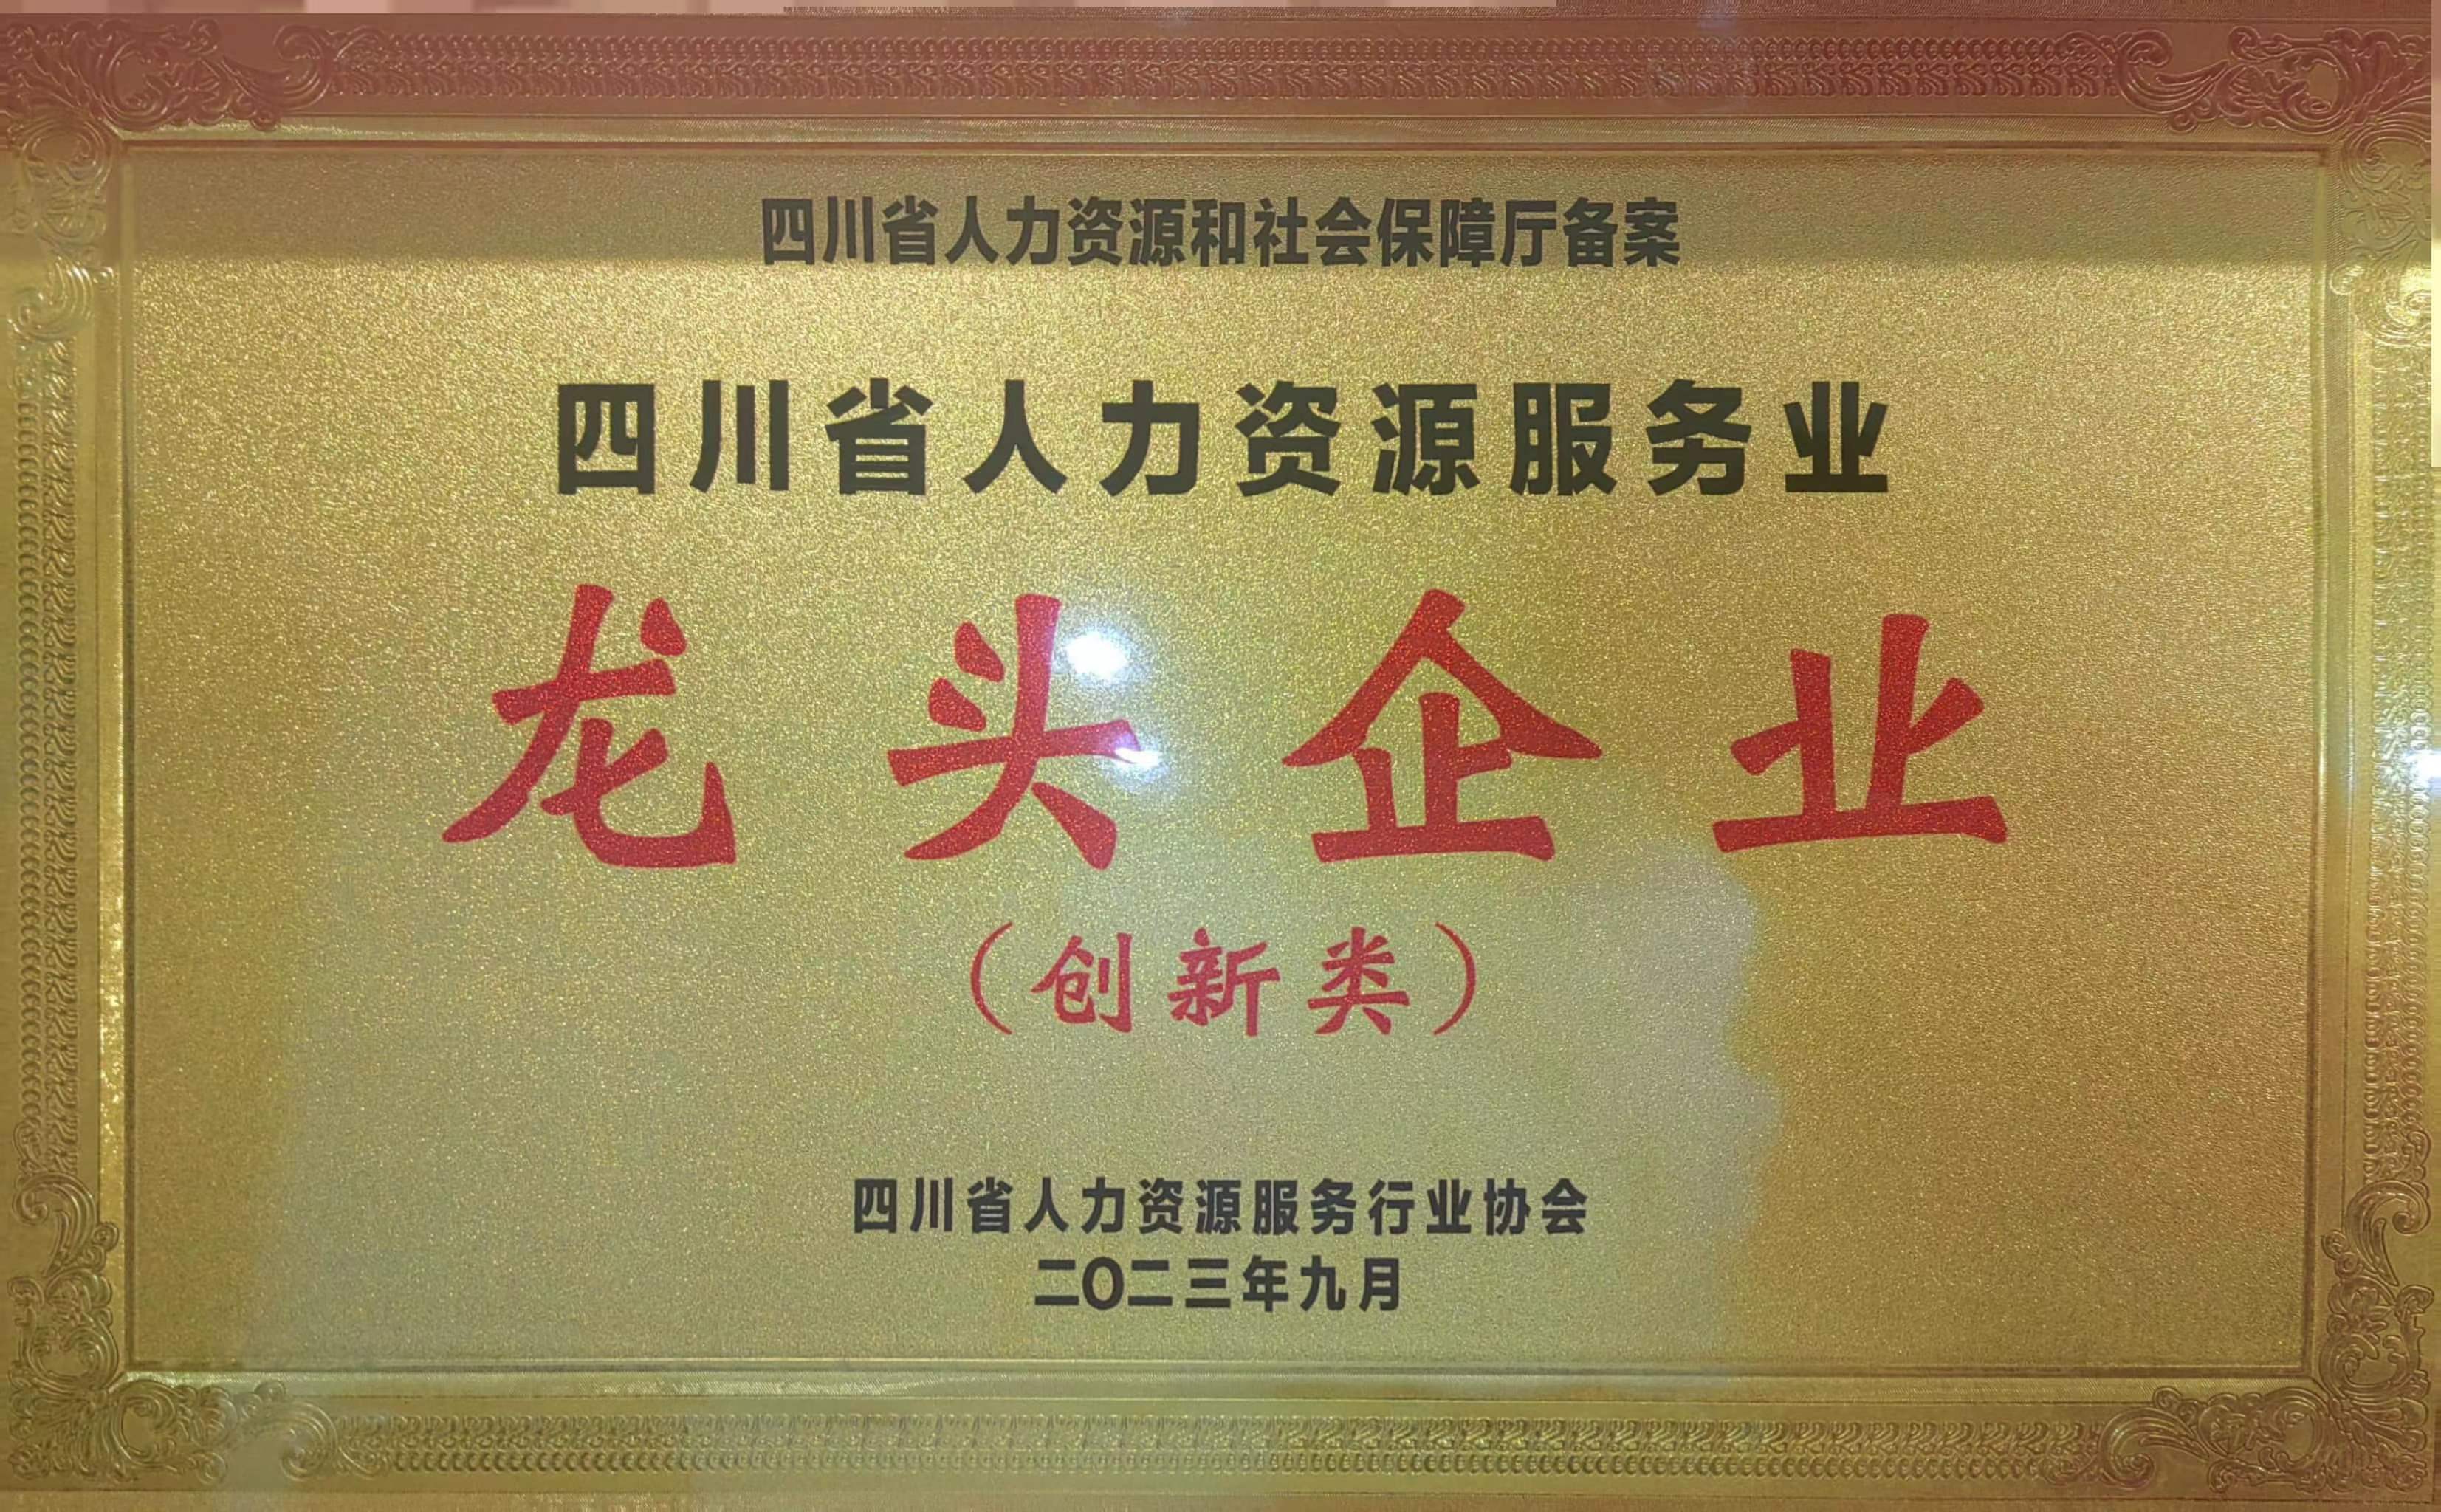 四川省人力资源和社会保障厅备案
四川省人力资源服务业
龙头企业
（创新类）
四川省人力资源服务行业协会
二〇二三年九月